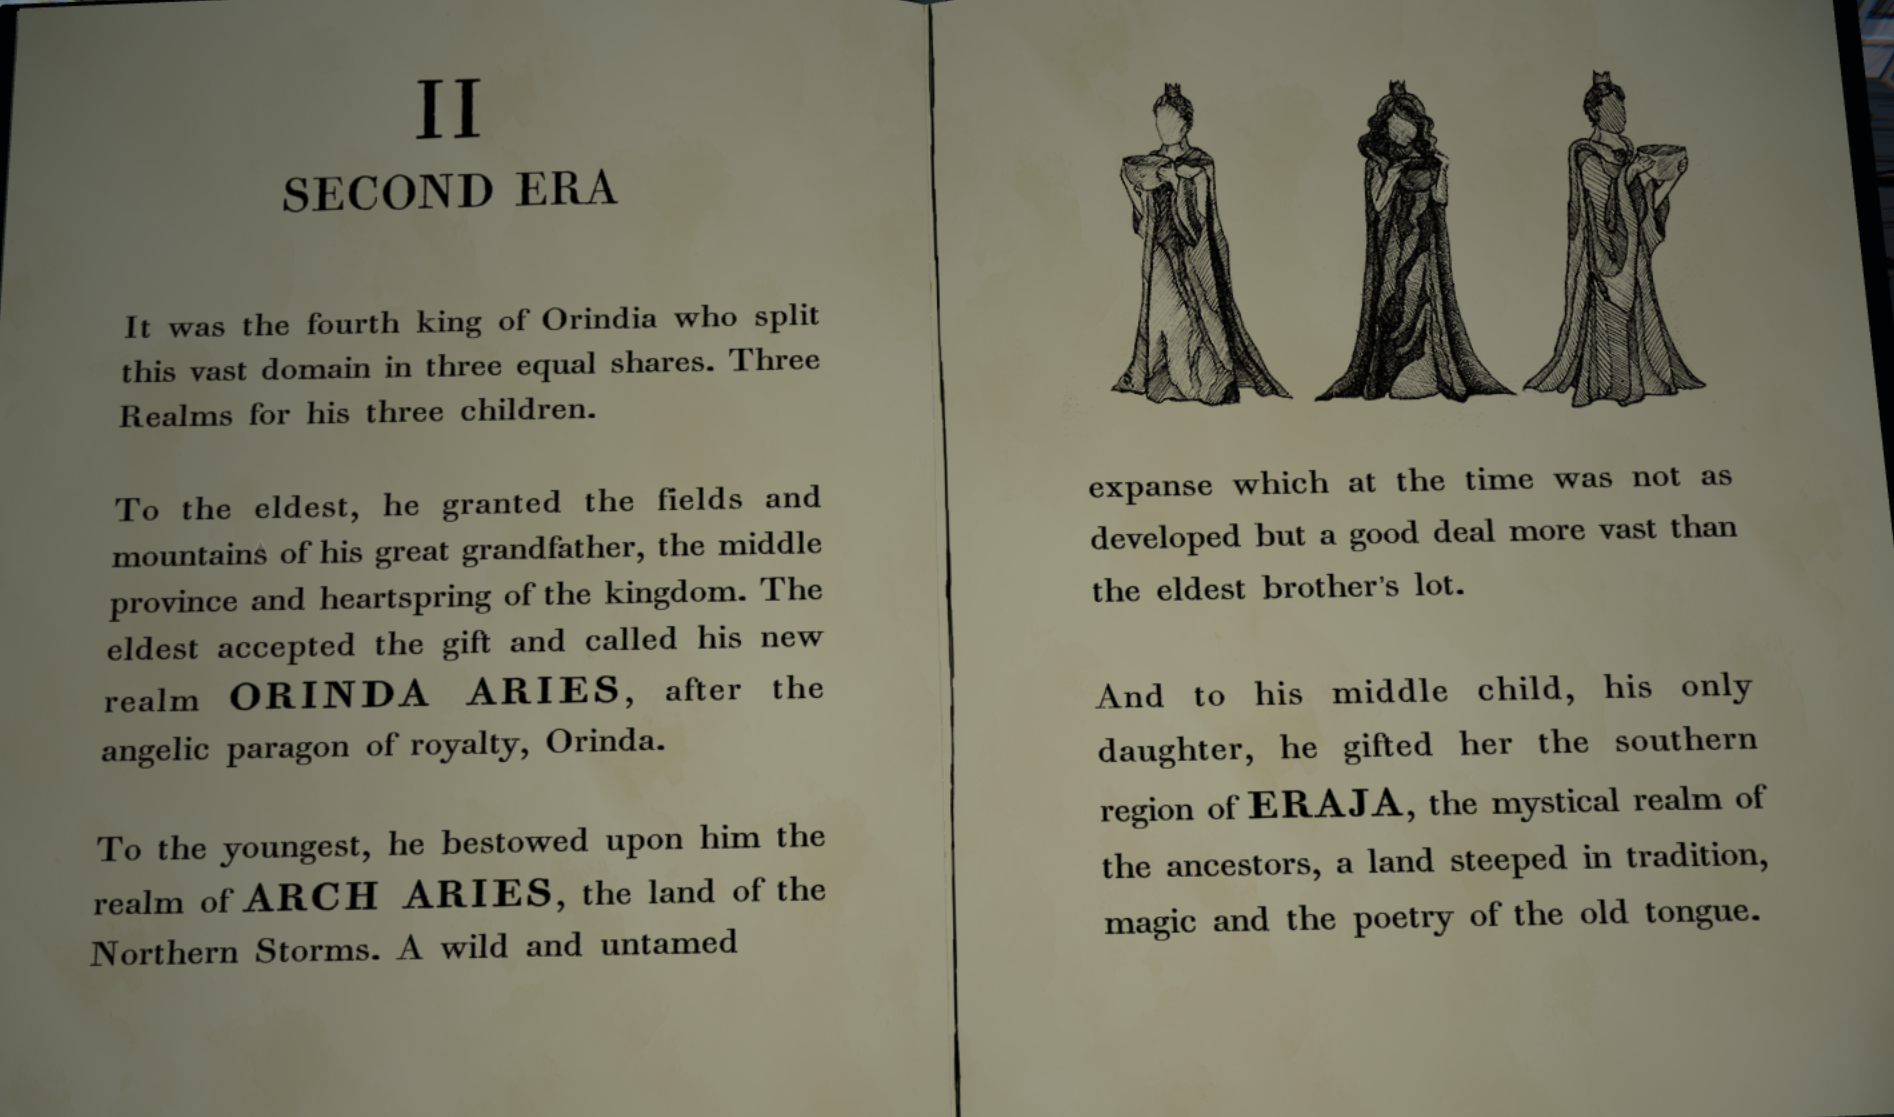 II
SECOND ERA
It was the fourth king of Orindia who split
this vast domain in three equal shares. Three
Realms for his three children.
To the eldest, he granted the fields and
mountains of his great grandfather, the middle
province and heartspring of the kingdom. The
eldest accepted the gift and called his new
realm ORINDA ARIES, after the
angelic paragon of royalty, Orinda.
To the youngest, he bestowed upon him the
realm of ARCH ARIES, the land of the
Northern Storms. A wild and untamed
expanse which at the time was not as
developed but a good deal more vast than
the eldest brother's lot.
And to his middle child, his only
daughter, he gifted her the southern
region of ERAJA, the mystical realm of
the ancestors, a land steeped in tradition,
magic and the poetry of the old tongue.